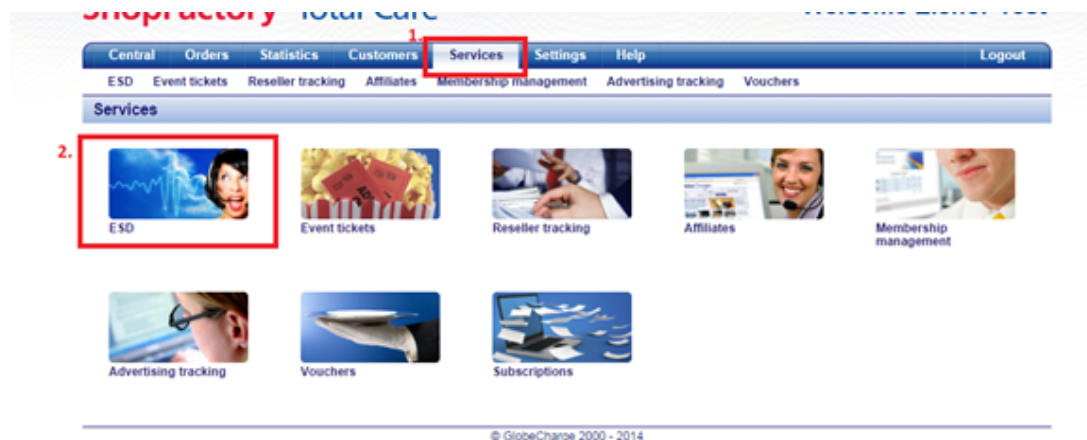 ShopFactory Total Care
1.
Central Orders Statistics Customers Services Settings Help Logout
ESD Event tickets Reseller tracking Affiliates Membership management Advertising tracking Vouchers
Services
2.
ESD Event tickets Reseller tracking Affiliates Membership
management
Advertising tracking Vouchers Subscriptions
© GlobeCharge 2000 - 2014